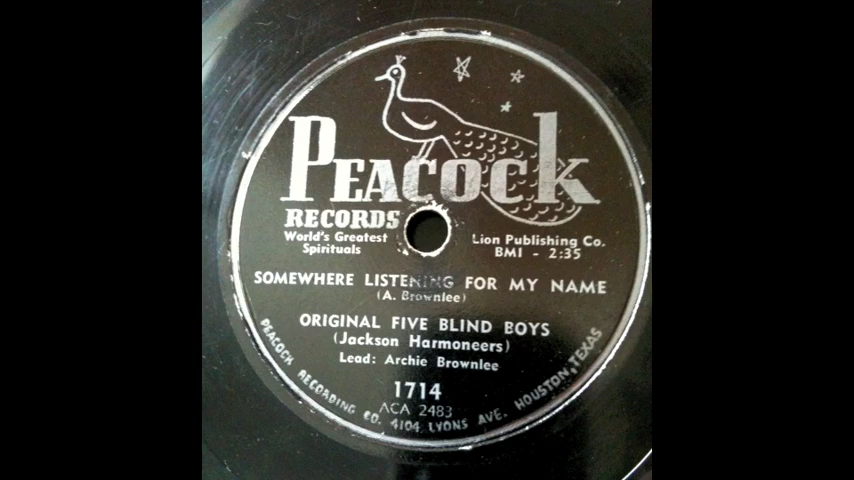 PEACOCK
RECORDS
World's Greatest
Spirituals
Lion Publishing Co.
BMI - 2:35
SOMEWHERE LISTENING FOR MY NAME
(A. Brownlee)
ORIGINAL FIVE BLIND BOYS
(Jackson Harmoneers)
Lead: Archie Brownlee
1714
ACA 2483
PEACOCK RECORDING CO. 4104 LYONS AVE. HOUSTON, TEXAS